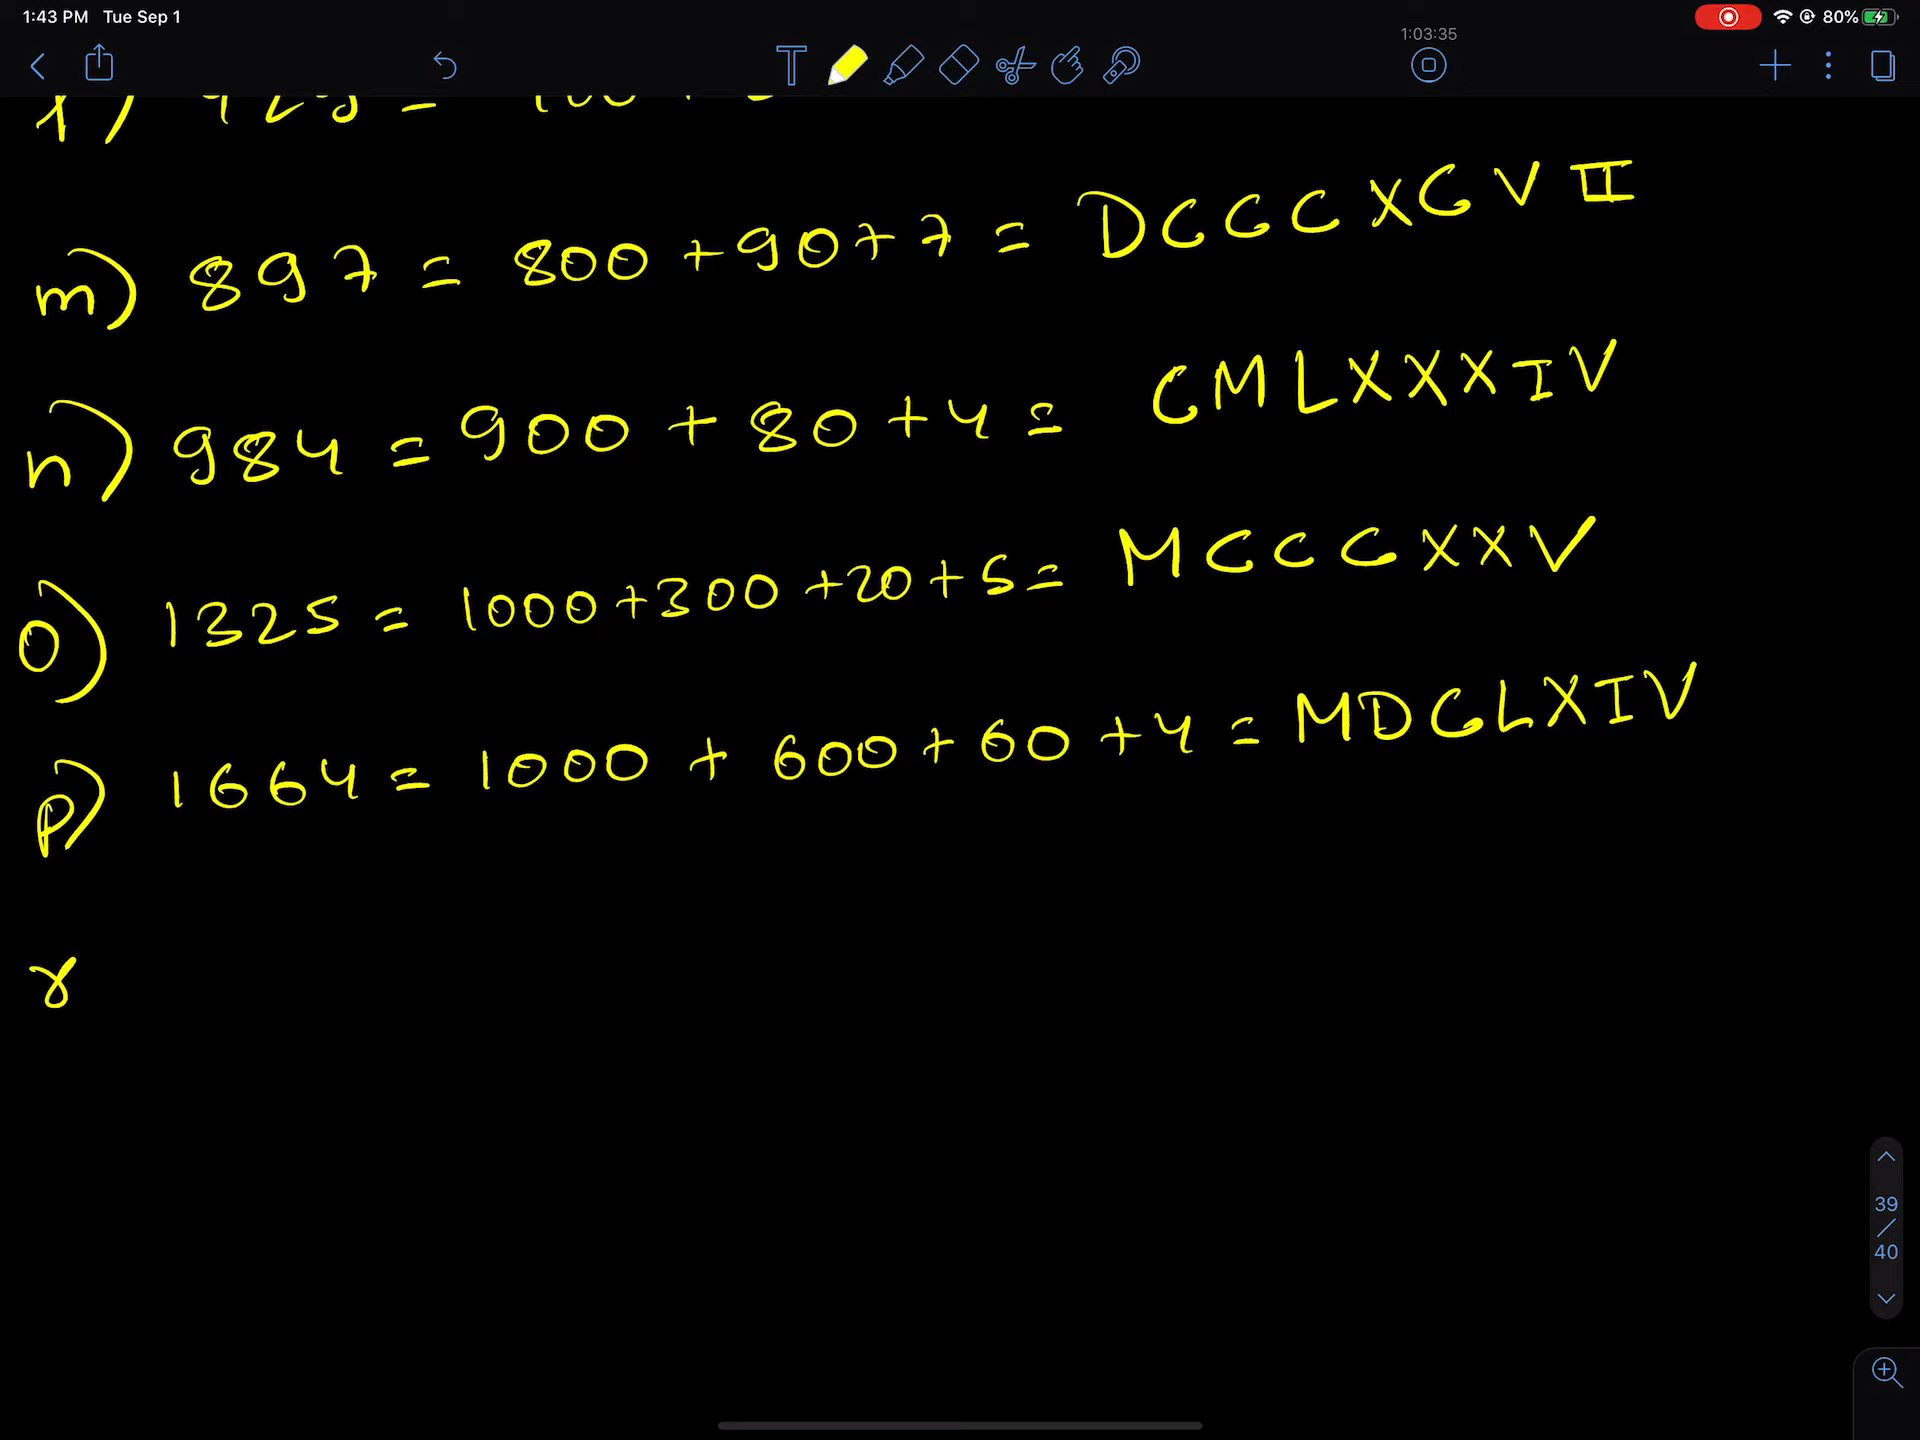 1:43 PM Tue Sep 1
80%
1:03:35
T
m) 897 = 800 + 90 + 7 = DCCCXCVII
n) 984 = 900 + 80 + 4 = CMLXXXIV
o) 1325 = 1000 + 300 + 20 + 5 = MCCCXXV
p) 1664 = 1000 + 600 + 60 + 4 = MDCLXIV
39
/
40